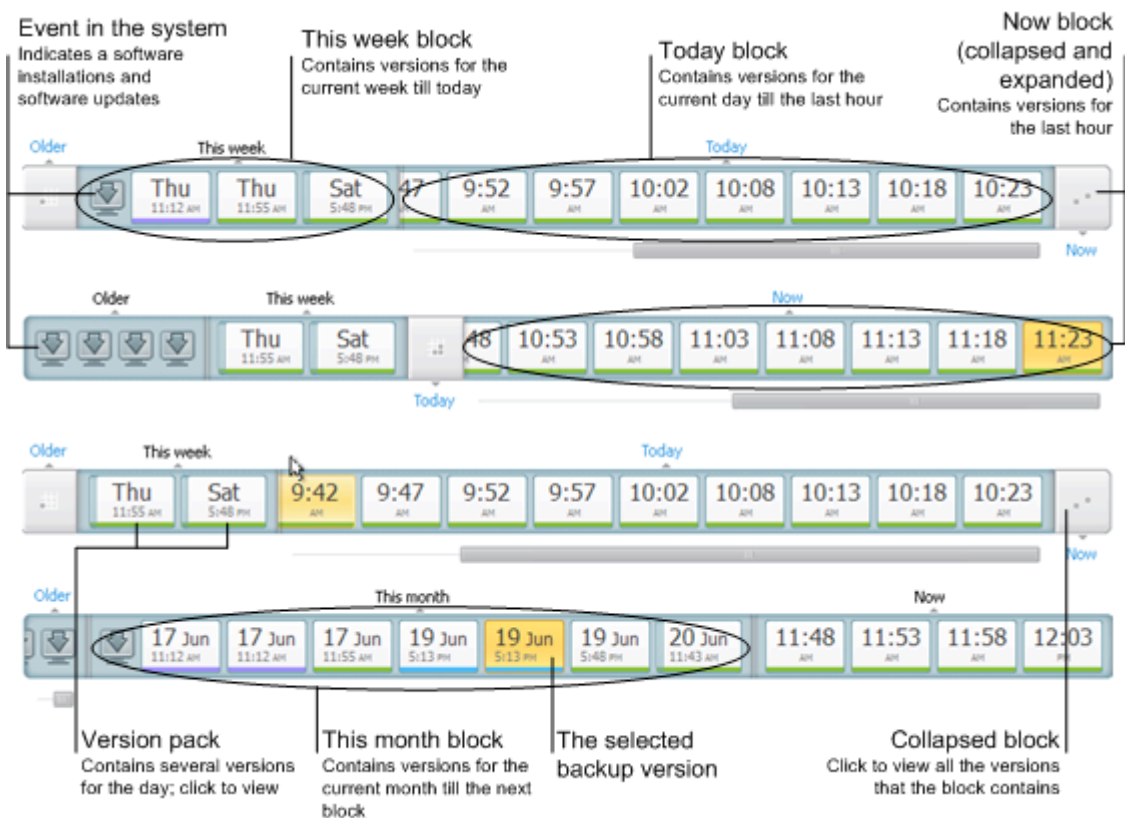 Event in the system
Indicates a software
installations and
software updates
This week block
Contains versions for the
current week till today
Today block
Contains versions for the
current day till the last hour
Now block
(collapsed and
expanded)
Contains versions for
the last hour
Older This week Today
Thu Thu Sat 47 9:52 9:57 10:02 10:08 10:13 10:18 10:23
11:12 AM 11:55 AM 5:48 PM AM AM AM AM AM AM AM
Now
Older This week Now
Thu Sat 48 10:53 10:58 11:03 11:08 11:13 11:18 11:23
11:55 AM 5:48 PM AM AM AM AM AM AM AM
Today
Older This week Today
Thu Sat 9:42 9:47 9:52 9:57 10:02 10:08 10:13 10:18 10:23
11:55 AM 5:48 PM AM AM AM AM AM AM AM AM AM
Now
Older This month Now
17 Jun 17 Jun 17 Jun 19 Jun 19 Jun 19 Jun 20 Jun 11:48 11:53 11:58 12:03
11:12 AM 11:12 AM 11:55 AM 5:13 PM 5:13 PM 5:48 PM 11:43 AM AM AM AM PM
Version pack
Contains several versions
for the day; click to view
This month block
Contains versions for the
current month till the next
block
The selected
backup version
Collapsed block
Click to view all the versions
that the block contains